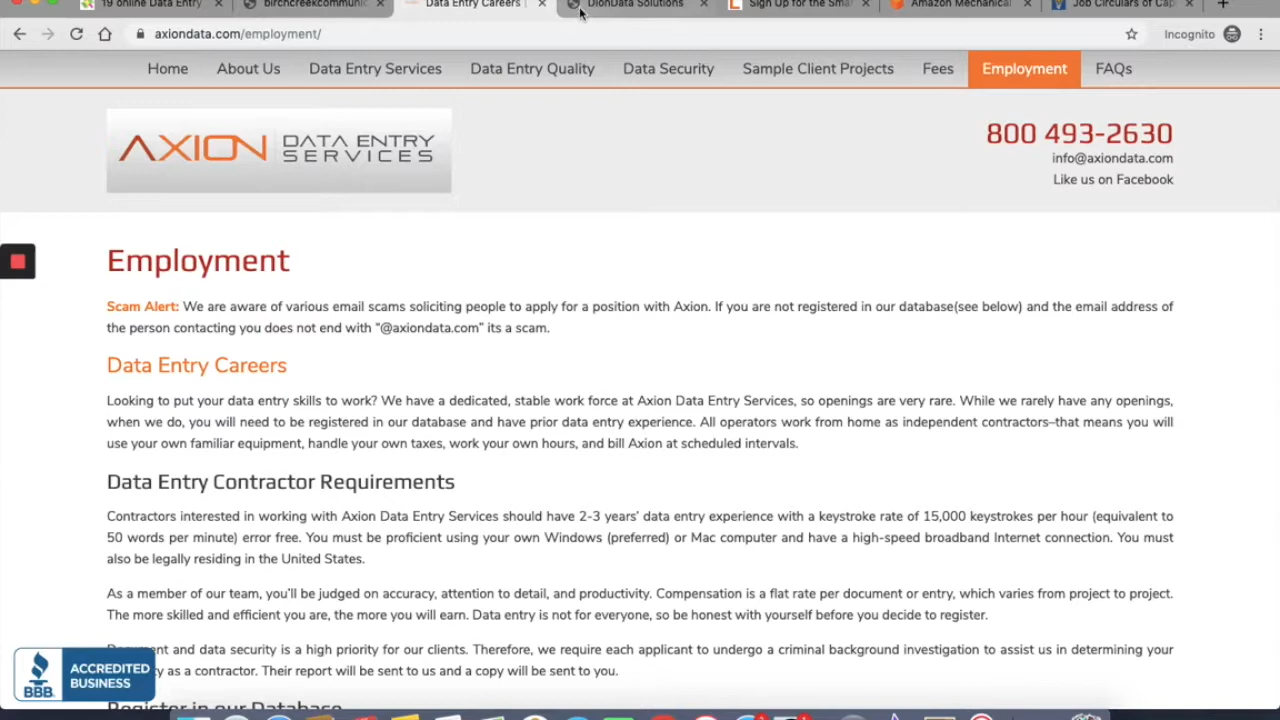 19 online Data Entry
birchcreekcommuni
Data Entry Careers
DionData Solutions
Sign Up for the Smar
Amazon Mechanical
Job Circulars of Cap
axiondata.com/employment/
Incognito
Home About Us Data Entry Services Data Entry Quality Data Security Sample Client Projects Fees Employment FAQs
AXION DATA ENTRY SERVICES
800 493-2630
info@axiondata.com
Like us on Facebook
Employment
Scam Alert: We are aware of various email scams soliciting people to apply for a position with Axion. If you are not registered in our database(see below) and the email address of
the person contacting you does not end with "@axiondata.com" its a scam.
Data Entry Careers
Looking to put your data entry skills to work? We have a dedicated, stable work force at Axion Data Entry Services, so openings are very rare. While we rarely have any openings,
when we do, you will need to be registered in our database and have prior data entry experience. All operators work from home as independent contractors–that means you will
use your own familiar equipment, handle your own taxes, work your own hours, and bill Axion at scheduled intervals.
Data Entry Contractor Requirements
Contractors interested in working with Axion Data Entry Services should have 2-3 years' data entry experience with a keystroke rate of 15,000 keystrokes per hour (equivalent to
50 words per minute) error free. You must be proficient using your own Windows (preferred) or Mac computer and have a high-speed broadband Internet connection. You must
also be legally residing in the United States.
As a member of our team, you'll be judged on accuracy, attention to detail, and productivity. Compensation is a flat rate per document or entry, which varies from project to project.
The more skilled and efficient you are, the more you will earn. Data entry is not for everyone, so be honest with yourself before you decide to register.
and data security is a high priority for our clients. Therefore, we require each applicant to undergo a criminal background investigation to assist us in determining your
as a contractor. Their report will be sent to us and a copy will be sent to you.
BBB ACCREDITED
BUSINESS
Register in our Database